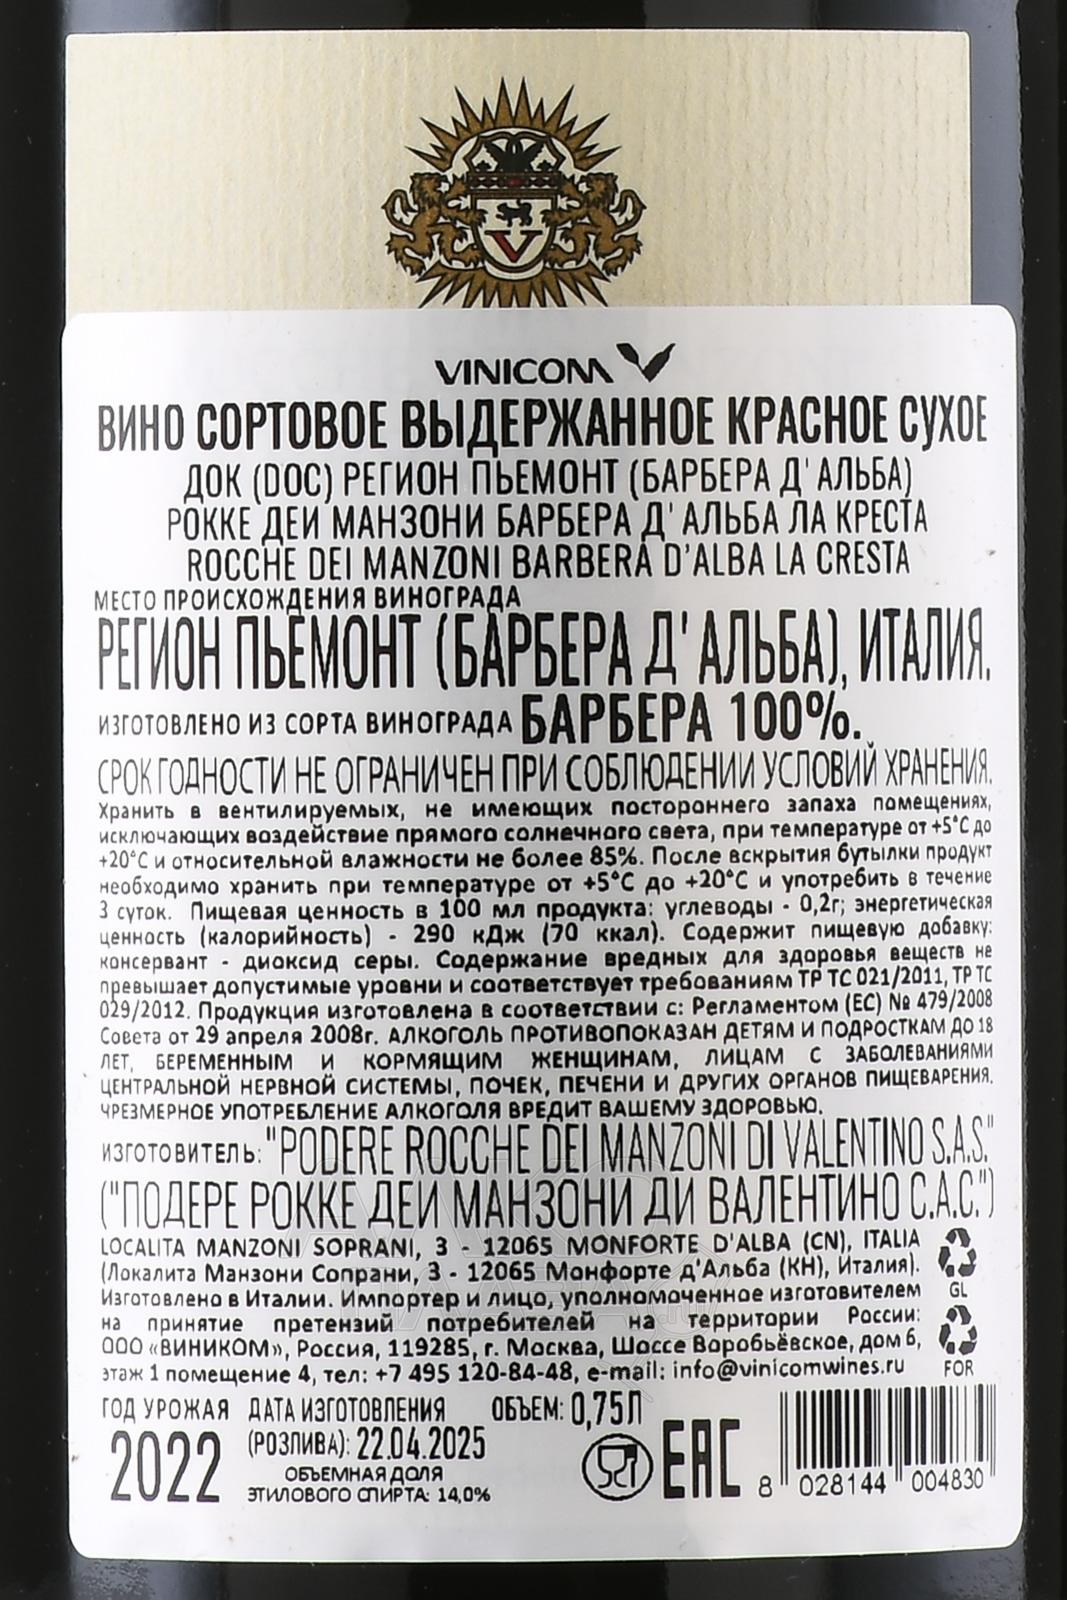 V
VINICOM
ВИНО СОРТОВОЕ ВЫДЕРЖАННОЕ КРАСНОЕ СУХОЕ
ДОК (DOC) РЕГИОН ПЬЕМОНТ (БАРБЕРА Д' АЛЬБА)
РОККЕ ДЕИ МАНЗОНИ БАРБЕРА Д' АЛЬБА ЛА КРЕСТА
ROCCHE DEI MANZONI BARBERA D'ALBA LA CRESTA
МЕСТО ПРОИСХОЖДЕНИЯ ВИНОГРАДА
РЕГИОН ПЬЕМОНТ (БАРБЕРА Д' АЛЬБА), ИТАЛИЯ.
ИЗГОТОВЛЕНО ИЗ СОРТА ВИНОГРАДА БАРБЕРА 100%.
СРОК ГОДНОСТИ НЕ ОГРАНИЧЕН ПРИ СОБЛЮДЕНИИ УСЛОВИЙ ХРАНЕНИЯ.
Хранить в вентилируемых, не имеющих постороннего запаха помещениях,
исключающих воздействие прямого солнечного света, при температуре от +5°С до
+20°С и относительной влажности не более 85%. После вскрытия бутылки продукт
необходимо хранить при температуре от +5°С до +20°С и употребить в течение
3 суток. Пищевая ценность в 100 мл продукта: углеводы - 0,2г; энергетическая
ценность (калорийность) - 290 кДж (70 ккал). Содержит пищевую добавку:
консервант - диоксид серы. Содержание вредных для здоровья веществ не
превышает допустимые уровни и соответствует требованиям ТР ТС 021/2011, ТР ТС
029/2012. Продукция изготовлена в соответствии с: Регламентом (ЕС) № 479/2008
Совета от 29 апреля 2008г. АЛКОГОЛЬ ПРОТИВОПОКАЗАН ДЕТЯМ И ПОДРОСТКАМ ДО 18
ЛЕТ, БЕРЕМЕННЫМ И КОРМЯЩИМ ЖЕНЩИНАМ, ЛИЦАМ С ЗАБОЛЕВАНИЯМИ
ЦЕНТРАЛЬНОЙ НЕРВНОЙ СИСТЕМЫ, ПОЧЕК, ПЕЧЕНИ И ДРУГИХ ОРГАНОВ ПИЩЕВАРЕНИЯ.
ЧРЕЗМЕРНОЕ УПОТРЕБЛЕНИЕ АЛКОГОЛЯ ВРЕДИТ ВАШЕМУ ЗДОРОВЬЮ.
ИЗГОТОВИТЕЛЬ: "PODERE ROCCHE DEI MANZONI DI VALENTINO S.A.S."
("ПОДЕРЕ РОККЕ ДЕИ МАНЗОНИ ДИ ВАЛЕНТИНО С.А.С.")
LOCALITA MANZONI SOPRANI, 3 - 12065 MONFORTE D'ALBA (CN), ITALIA
(Локалита Манзони Сопрани, 3 - 12065 Монфорте д'Альба (КН), Италия).
Изготовлено в Италии. Импортер и лицо, уполномоченное изготовителем
на принятие претензий потребителей на территории России:
ООО «ВИНИКОМ», Россия, 119285, г. Москва, Шоссе Воробьёвское, дом 6,
этаж 1 помещение 4, тел: +7 495 120-84-48, e-mail: info@vinicomwines.ru
GL
FOR
ГОД УРОЖАЯ
2022
ДАТА ИЗГОТОВЛЕНИЯ
(РОЗЛИВА): 22.04.2025
ОБЪЕМНАЯ ДОЛЯ
ЭТИЛОВОГО СПИРТА: 14,0%
ОБЪЕМ: 0,75Л
EAC
8 028144 004830